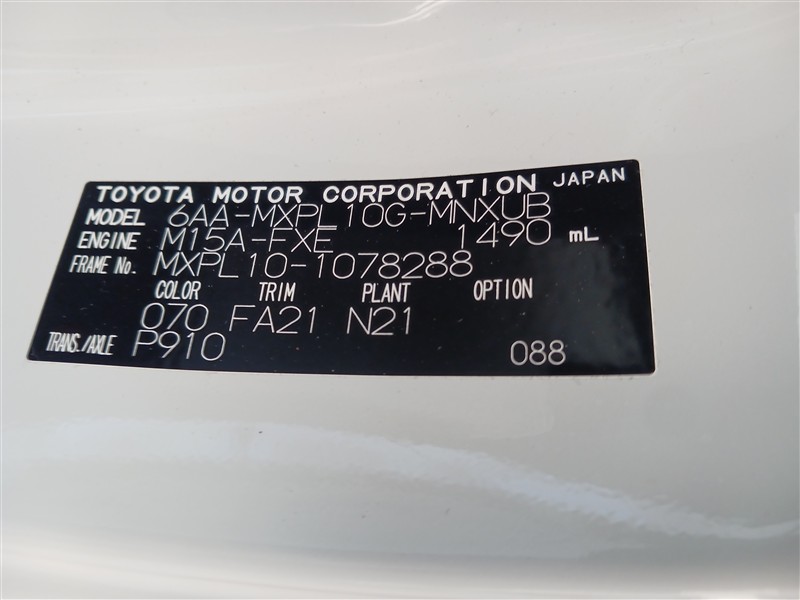 TOYOTA MOTOR CORPORATION JAPAN
MODEL 6AA-MXPL10G-MNXUB
ENGINE M15A-FXE 1490 mL
FRAME No. MXPL10-1078288
COLOR TRIM PLANT OPTION
070 FA21 N21
TRANS./AXLE P910 088